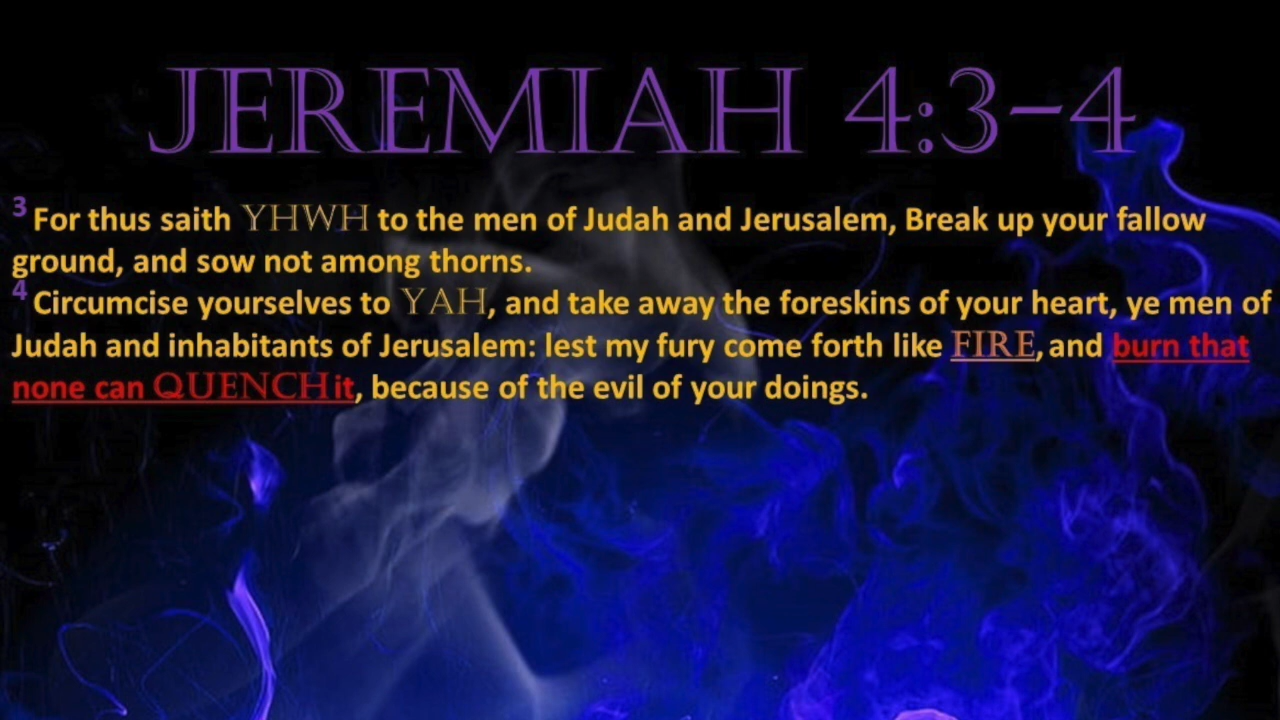 JEREMIAH 4:3-4
3 For thus saith YHWH to the men of Judah and Jerusalem, Break up your fallow
ground, and sow not among thorns.
4 Circumcise yourselves to YAH, and take away the foreskins of your heart, ye men of
Judah and inhabitants of Jerusalem: lest my fury come forth like FIRE, and burn that
none can QUENCH it, because of the evil of your doings.